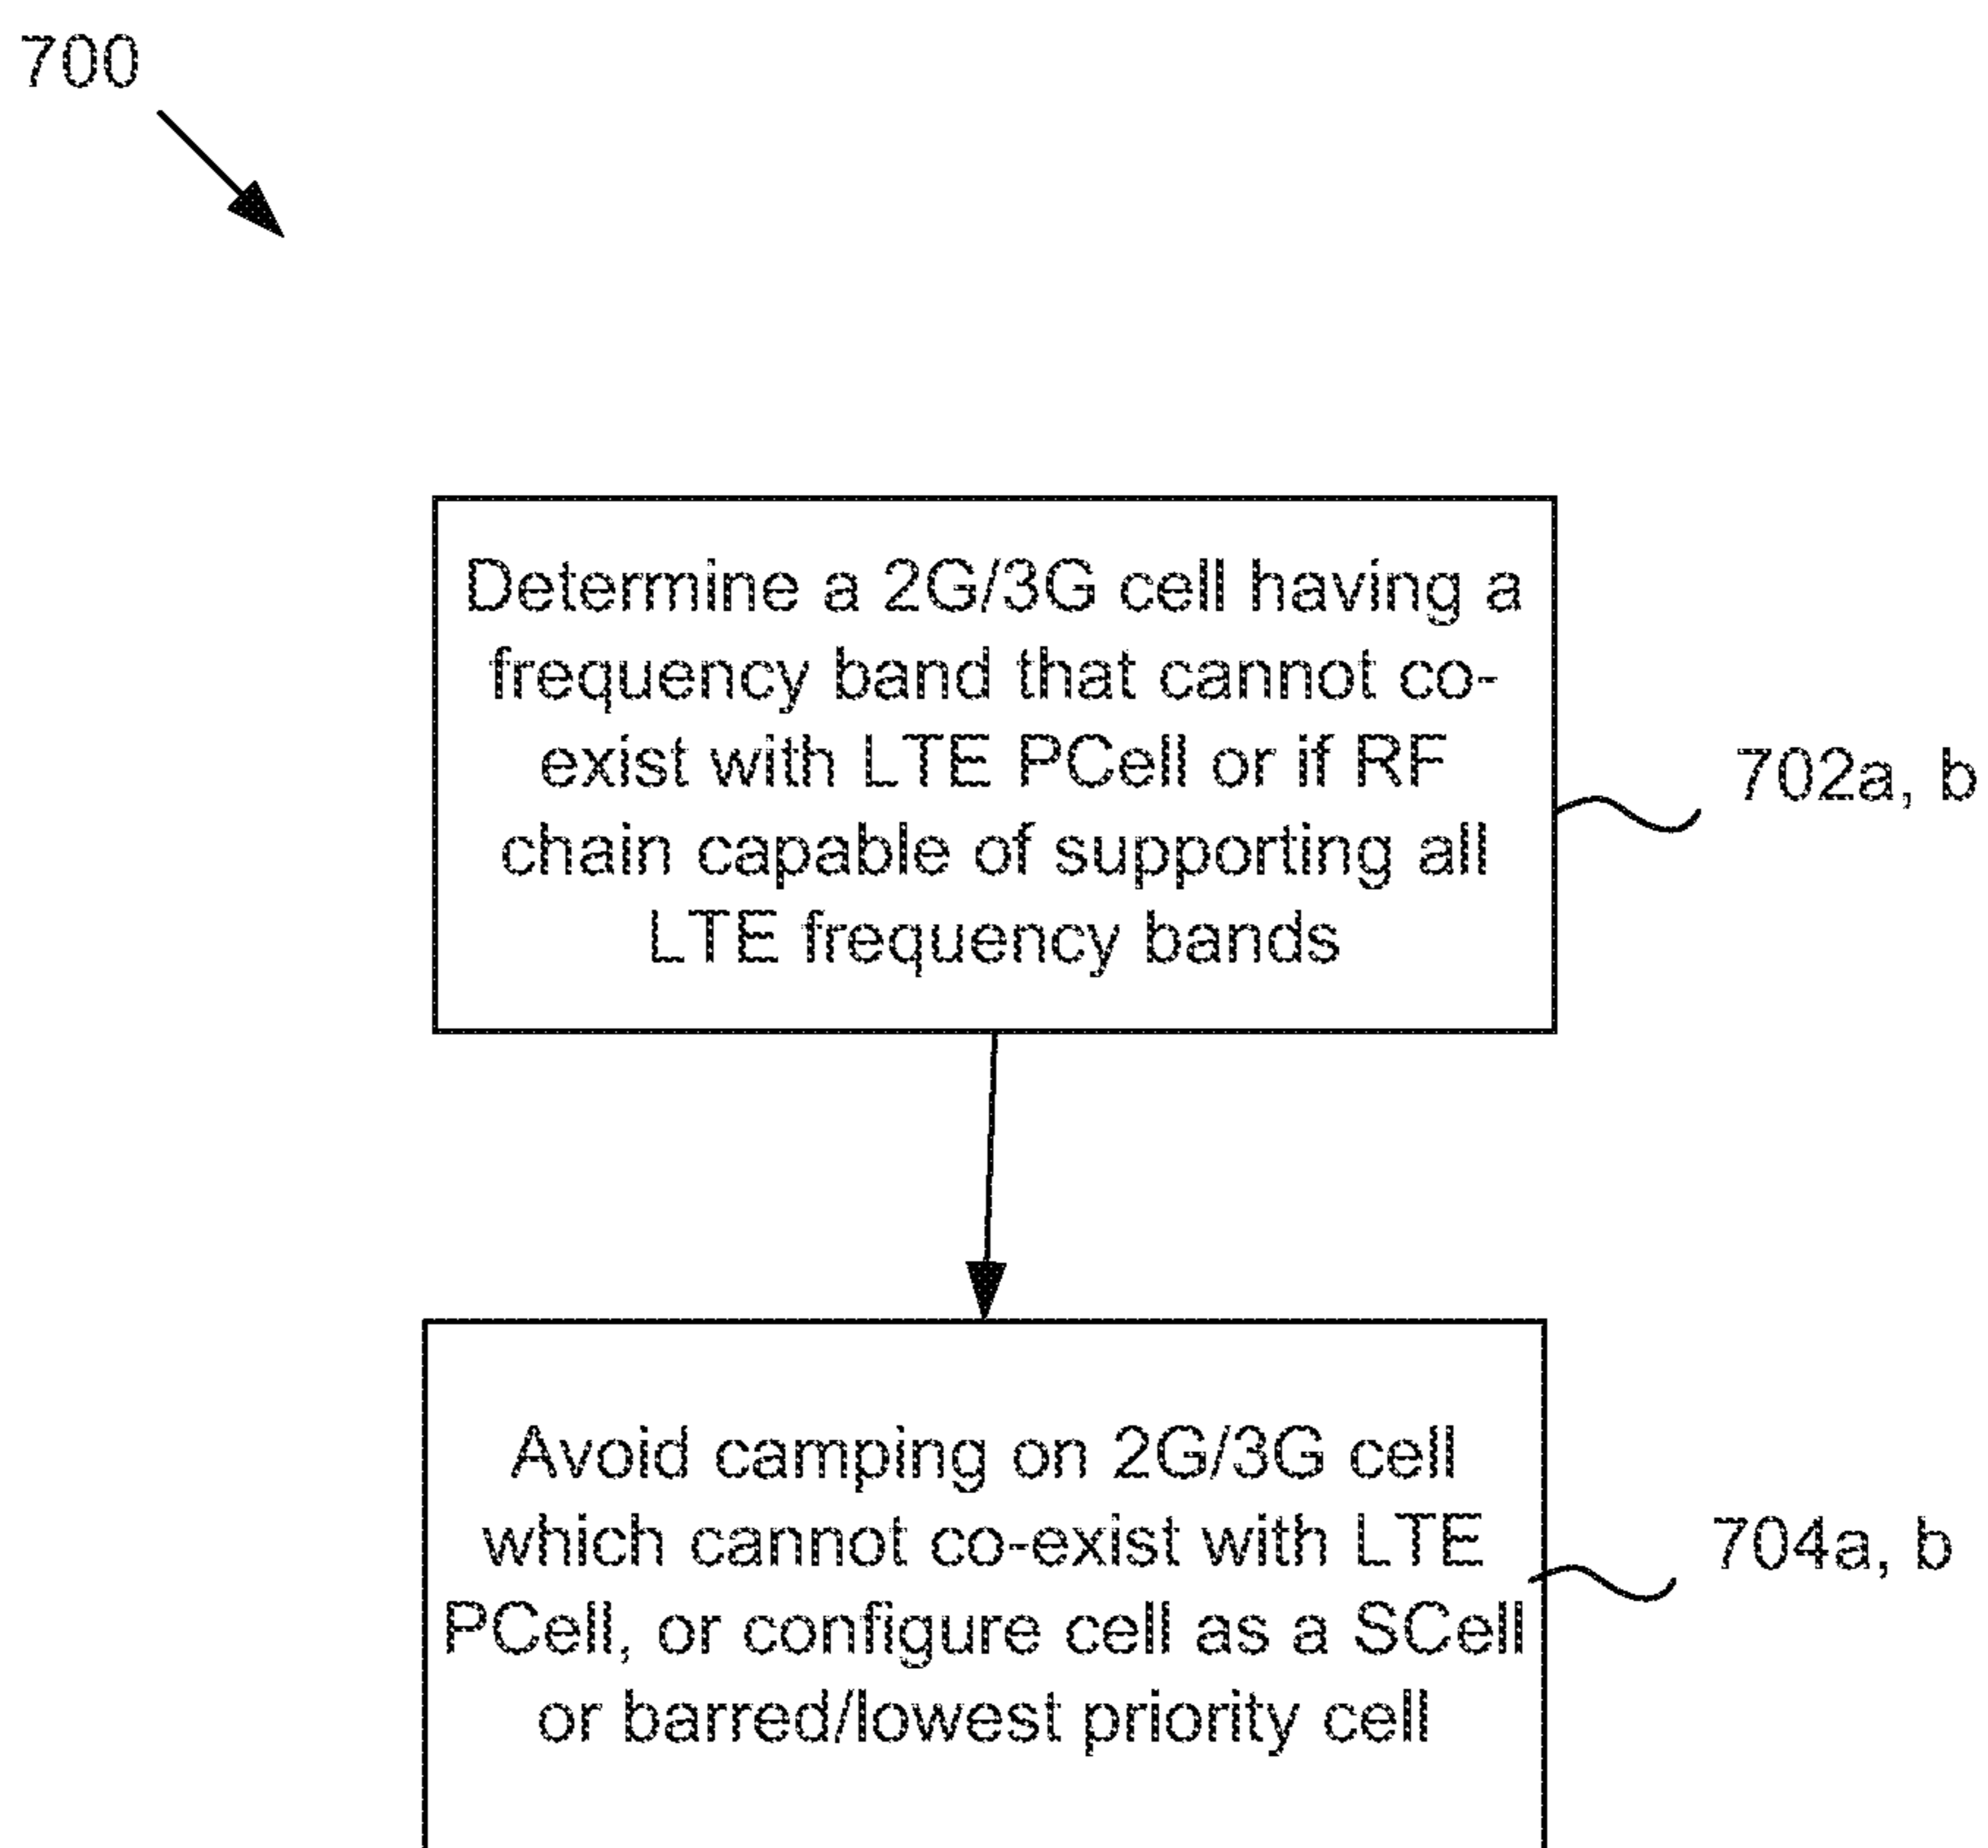 700
Determine a 2G/3G cell having a
frequency band that cannot co-
exist with LTE PCell or if RF
chain capable of supporting all
LTE frequency bands
702a, b
Avoid camping on 2G/3G cell
which cannot co-exist with LTE
PCell, or configure cell as a SCell
or barred/lowest priority cell
704a, b